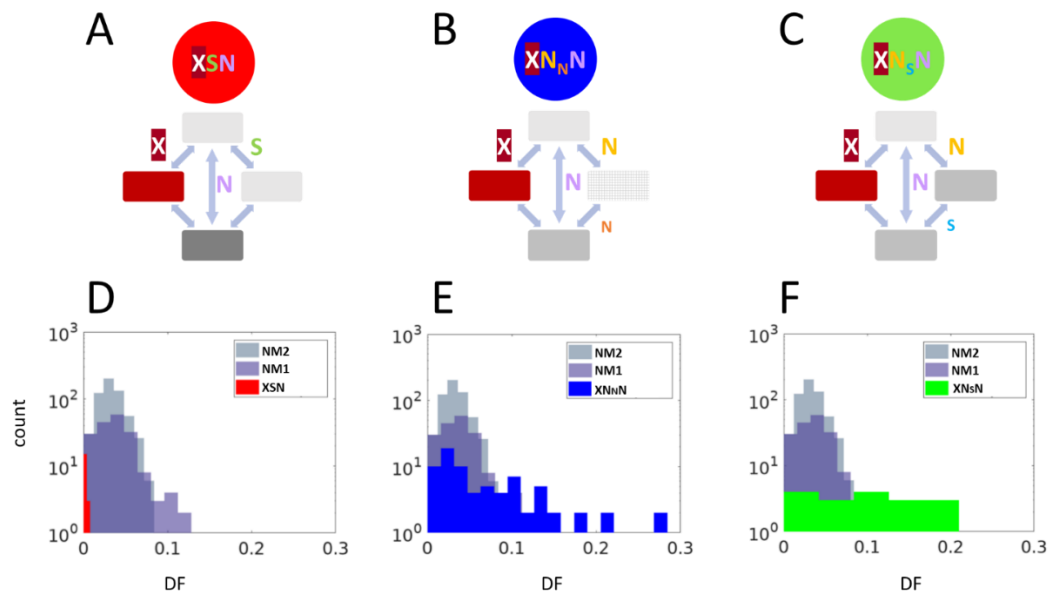 A B C
XSN XNNN XNSN
X S X N X N
N N N
N S
D E F
10³ 10³ 10³
NM2 NM2 NM2
NM1 NM1 NM1
XSN XNNN XNSN
10² 10² 10²
count
10¹ 10¹ 10¹
10⁰ 10⁰ 10⁰
0 0.1 0.2 0.3 0 0.1 0.2 0.3 0 0.1 0.2 0.3
DF DF DF